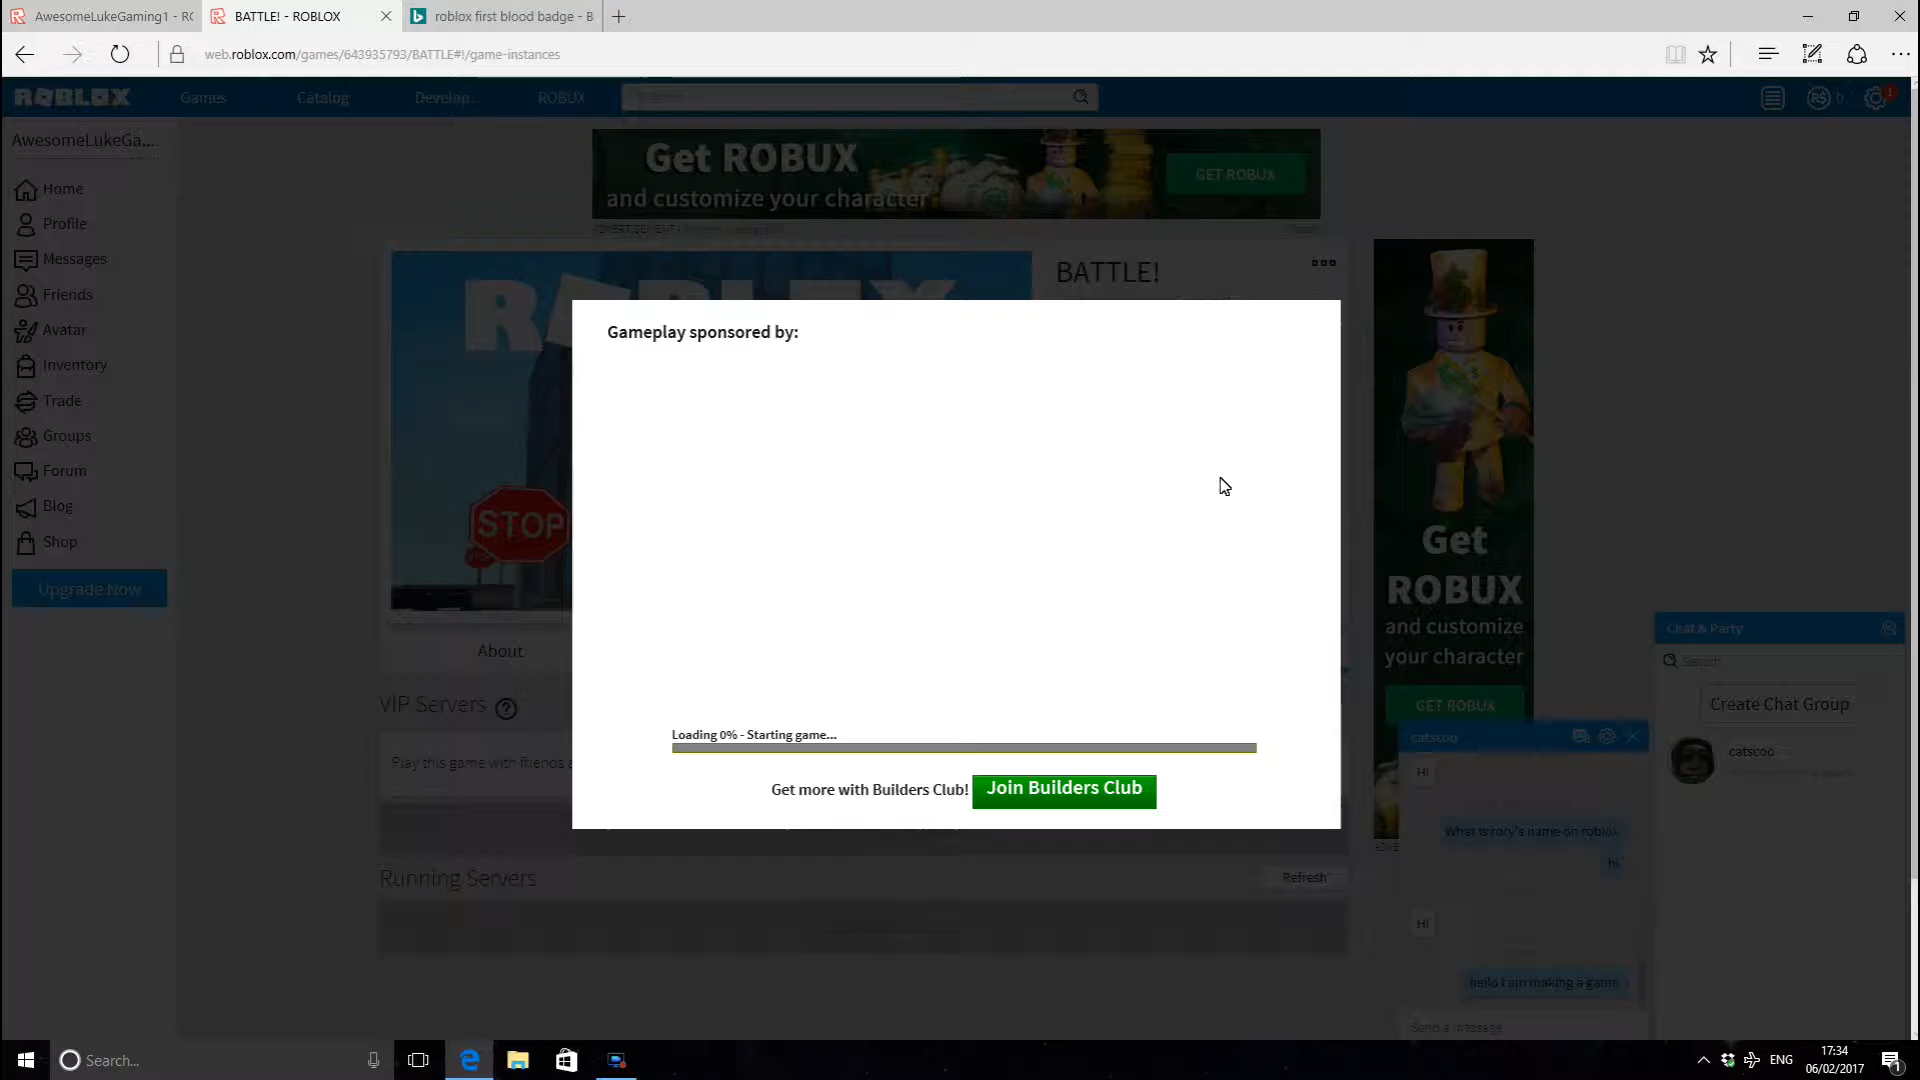 AwesomeLukeGaming1 - RC
BATTLE! - ROBLOX
roblox first blood badge - B
web.roblox.com/games/643935793/BATTLE#!/game-instances
ROBLOX
Games
Catalog
Develop
ROBUX
R$ 0
1
AwesomeLukeGa...
Home
Profile
Messages
Friends
Avatar
Inventory
Trade
Groups
Forum
Blog
Shop
Upgrade Now
Get ROBUX
and customize your character
GET ROBUX
BATTLE!
STOP
About
VIP Servers
Play this game with friends a
Running Servers
Refresh
Gameplay sponsored by:
Loading 0% - Starting game...
Get more with Builders Club!
Join Builders Club
Get
ROBUX
and customize
your character
GET ROBUX
Chat & Party
Search
Create Chat Group
catscoo
catscoo
Hi
What is rory's name on roblox
hi
Hi
hello I am making a game
Send a message
Search...
ENG
17:34
06/02/2017
1